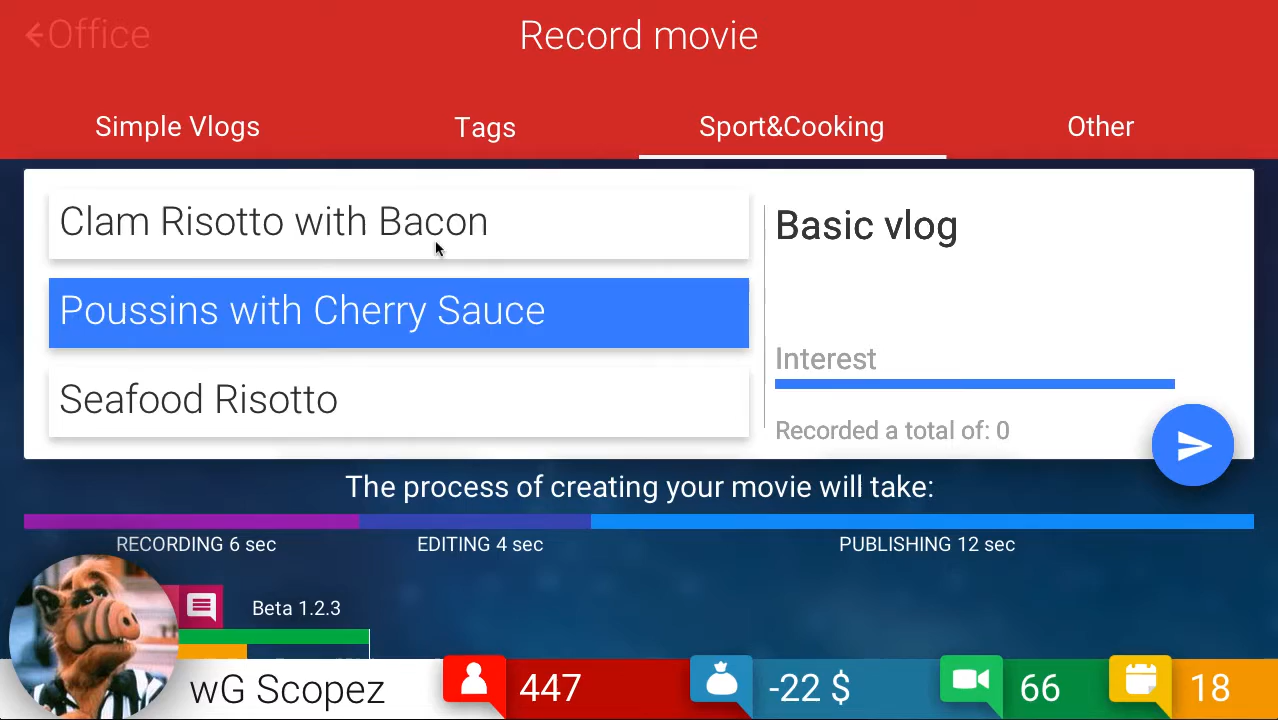 Office
Record movie
Simple Vlogs
Tags
Sport&Cooking
Other
Clam Risotto with Bacon
Poussins with Cherry Sauce
Seafood Risotto
Basic vlog
Interest
Recorded a total of: 0
The process of creating your movie will take:
RECORDING 6 sec
EDITING 4 sec
PUBLISHING 12 sec
Beta 1.2.3
wG Scopez
447
-22 $
66
18